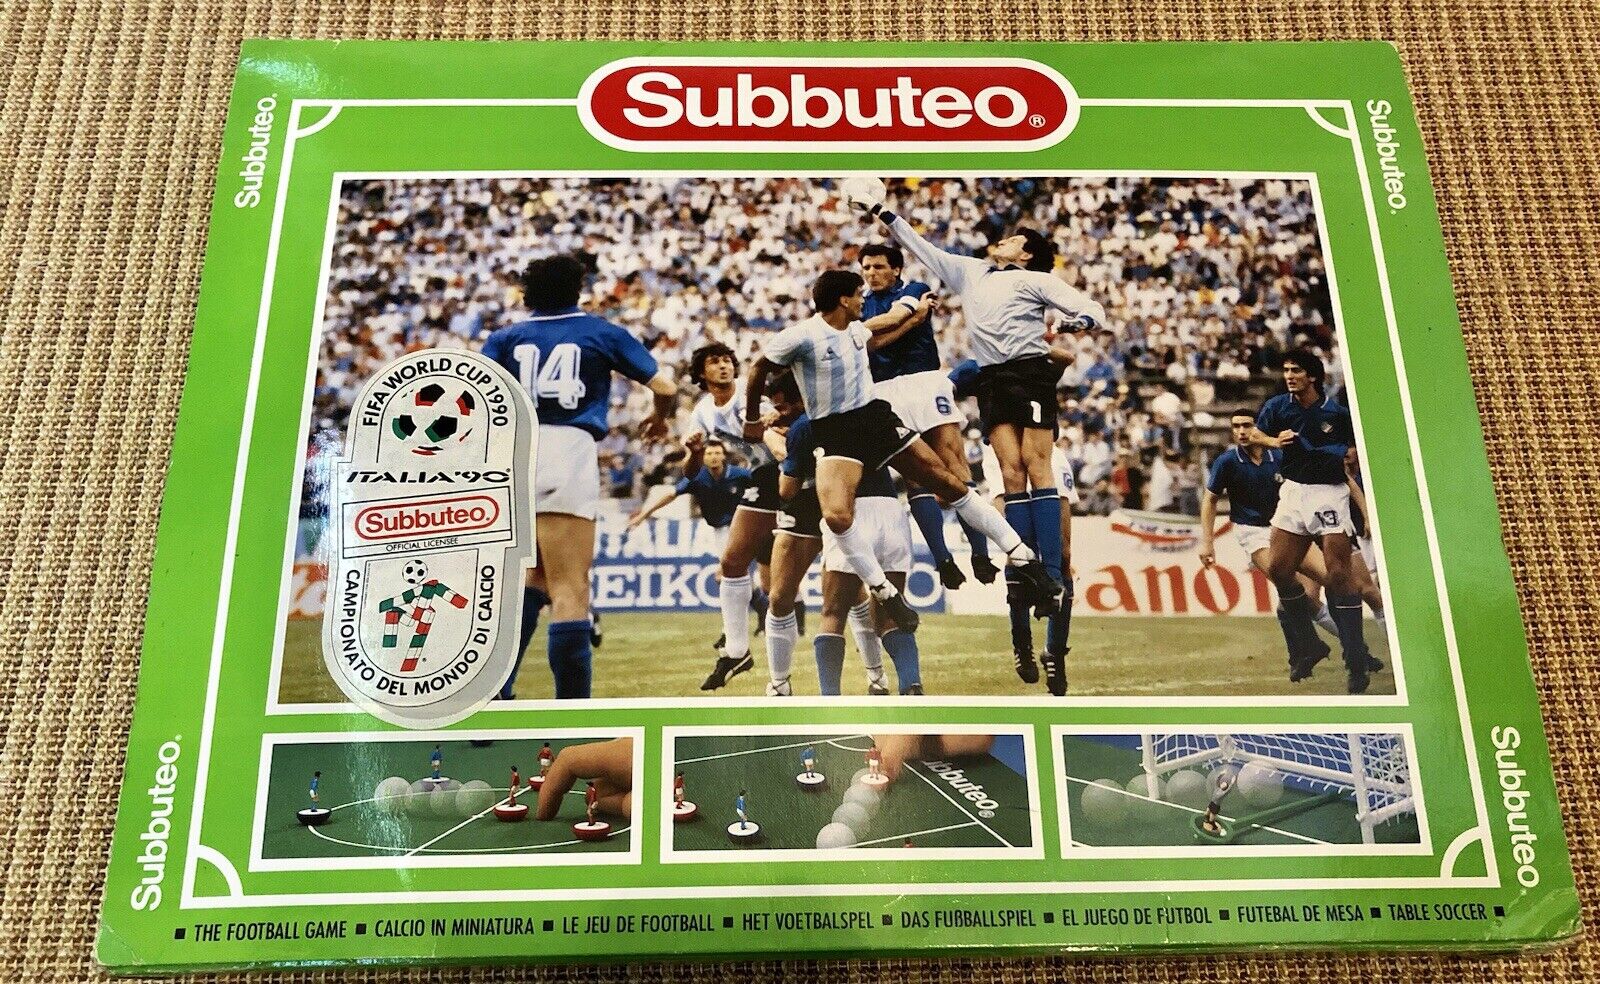 Subbuteo®
Subbuteo®
Subbuteo®
14
6
1
13
FIFA WORLD CUP 1990
ITALIA'90
Subbuteo®
OFFICIAL LICENSEE
CAMPIONATO DEL MONDO DI CALCIO
ITALIA
SEIKO
anon
bbuteo®
Subbuteo®
Subbuteo®
▪ THE FOOTBALL GAME ▪ CALCIO IN MINIATURA ▪ LE JEU DE FOOTBALL ▪ HET VOETBALSPEL ▪ DAS FUßBALLSPIEL ▪ EL JUEGO DE FUTBOL ▪ FUTEBAL DE MESA ▪ TABLE SOCCER ▪